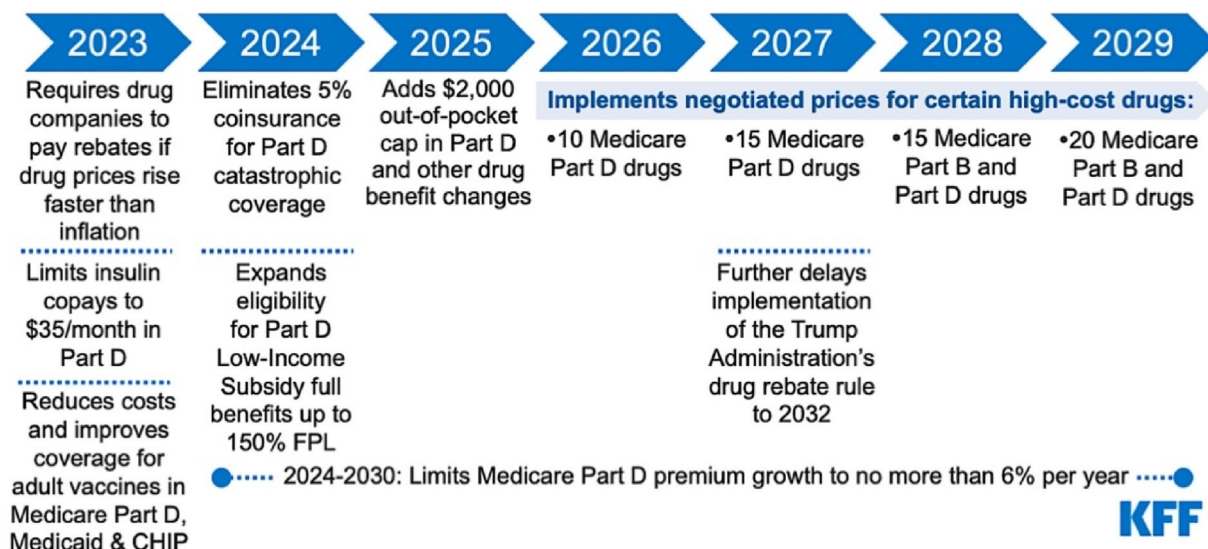 2023
2024
2025
2026
2027
2028
2029
Requires drug
companies to
pay rebates if
drug prices rise
faster than
inflation
Limits insulin
copays to
$35/month in
Part D
Reduces costs
and improves
coverage for
adult vaccines in
Medicare Part D,
Medicaid & CHIP
Eliminates 5%
coinsurance
for Part D
catastrophic
coverage
Expands
eligibility
for Part D
Low-Income
Subsidy full
benefits up to
150% FPL
Adds $2,000
out-of-pocket
cap in Part D
and other drug
benefit changes
Implements negotiated prices for certain high-cost drugs:
•10 Medicare
Part D drugs
•15 Medicare
Part D drugs
•15 Medicare
Part B and
Part D drugs
•20 Medicare
Part B and
Part D drugs
Further delays
implementation
of the Trump
Administration’s
drug rebate rule
to 2032
2024-2030: Limits Medicare Part D premium growth to no more than 6% per year
KFF